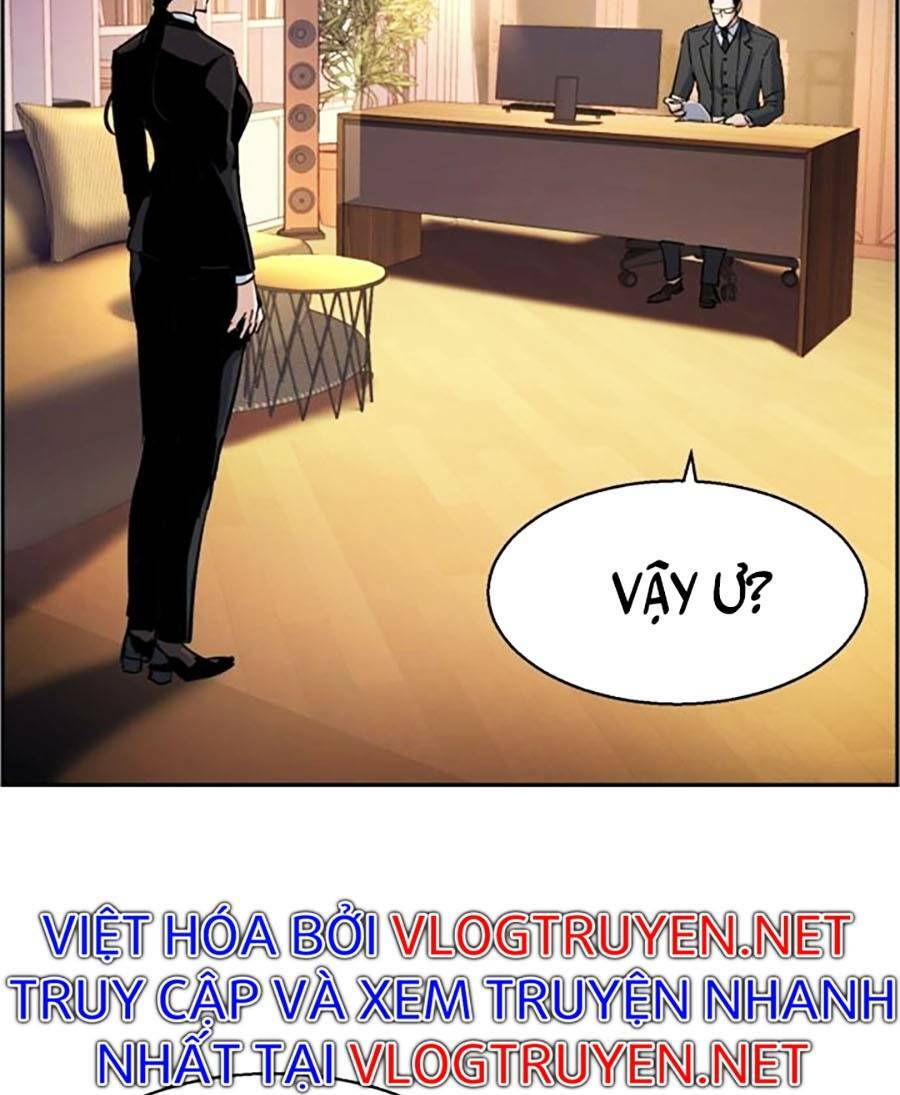 VẬY Ư?
VIỆT HÓA BỞI VLOGTRUYEN.NET
TRUY CẬP VÀ XEM TRUYỆN NHANH
NHẤT TẠI VLOGTRUYEN.NET